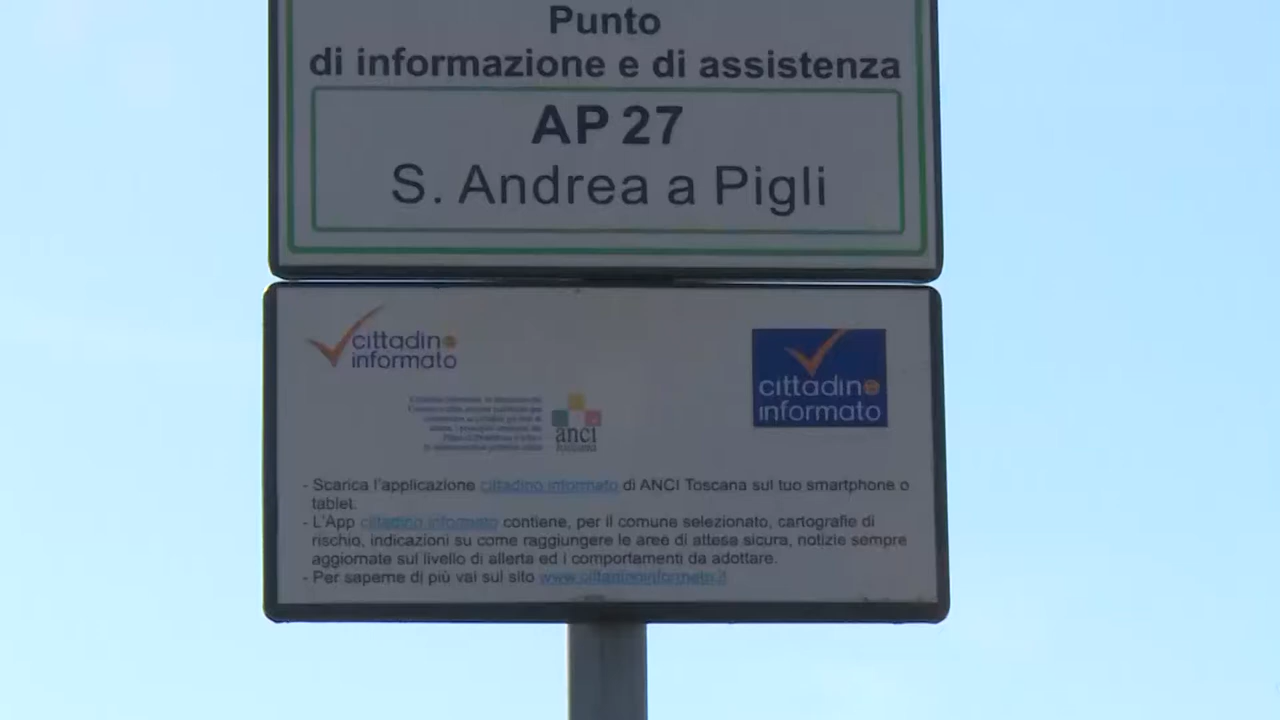 Punto
di informazione e di assistenza
AP 27
S. Andrea a Pigli
cittadino
informato
cittadino
informato
anci
toscana
- Scarica l'applicazione cittadino informato di ANCI Toscana sul tuo smartphone o
tablet.
- L'App cittadino informato contiene, per il comune selezionato, cartografie di
rischio, indicazioni su come raggiungere le aree di attesa sicura, notizie sempre
aggiornate sul livello di allerta ed i comportamenti da adottare.
- Per saperne di più vai sul sito www.cittadinoinformato.it